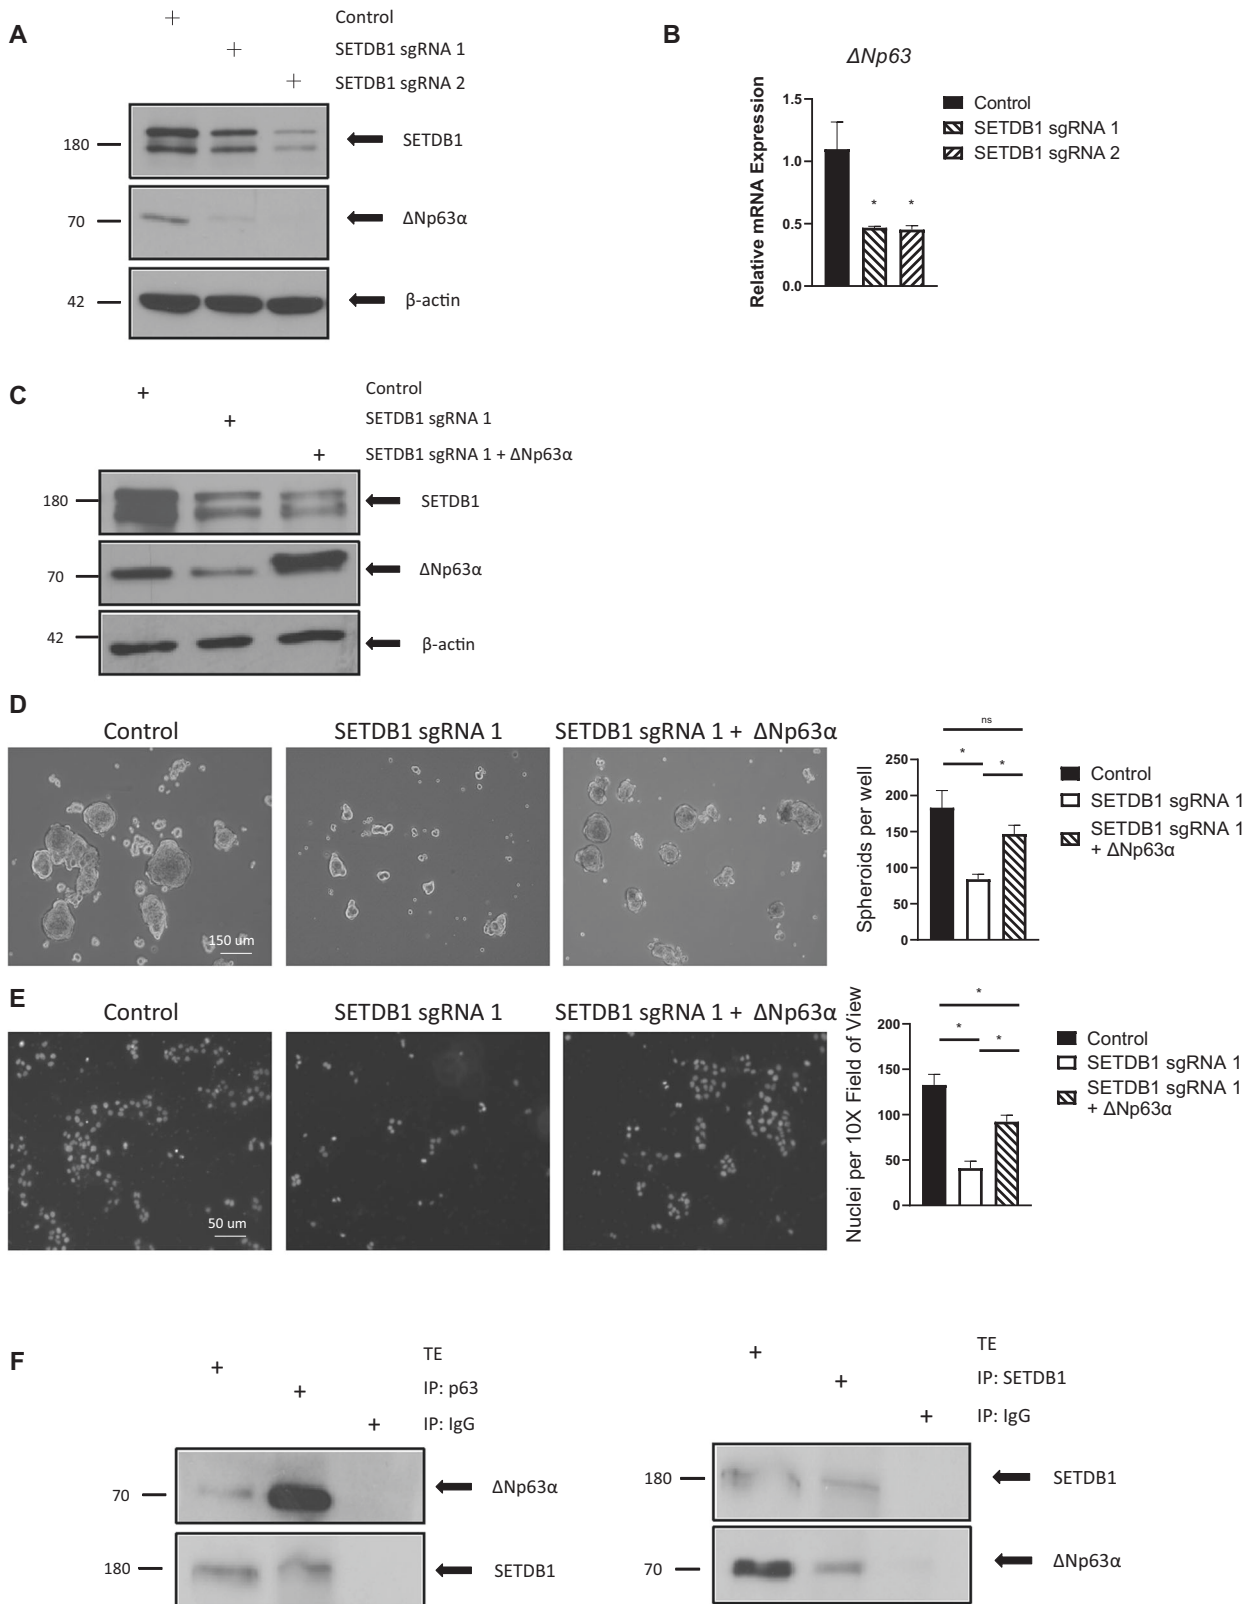 A
+ Control
+ SETDB1 sgRNA 1
+ SETDB1 sgRNA 2
180
SETDB1
70
ΔNp63α
42
β-actin
B
ΔNp63
Relative mRNA Expression
1.5
1.0
0.5
0.0
* *
Control
SETDB1 sgRNA 1
SETDB1 sgRNA 2
C
+ Control
+ SETDB1 sgRNA 1
+ SETDB1 sgRNA 1 + ΔNp63α
180
SETDB1
70
ΔNp63α
42
β-actin
D
Control
SETDB1 sgRNA 1
SETDB1 sgRNA 1 + ΔNp63α
150 um
Spheroids per well
250
200
150
100
50
0
ns
* *
Control
SETDB1 sgRNA 1
SETDB1 sgRNA 1
+ ΔNp63α
E
Control
SETDB1 sgRNA 1
SETDB1 sgRNA 1 + ΔNp63α
50 um
Nuclei per 10X Field of View
200
150
100
50
0
*
* *
Control
SETDB1 sgRNA 1
SETDB1 sgRNA 1
+ ΔNp63α
F
+ TE
+ IP: p63
+ IP: IgG
70
ΔNp63α
180
SETDB1
+ TE
+ IP: SETDB1
+ IP: IgG
180
SETDB1
70
ΔNp63α